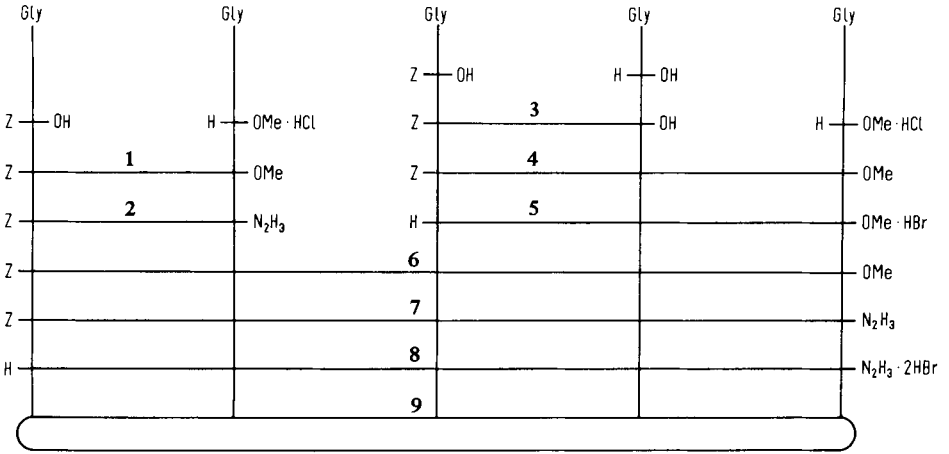 Gly Gly Gly Gly Gly
Z OH H OH
Z OH H OMe · HCl Z 3 OH H OMe · HCl
Z 1 OMe Z 4 OMe
Z 2 N₂H₃ H 5 OMe · HBr
Z 6 OMe
Z 7 N₂H₃
H 8 N₂H₃ · 2HBr
9